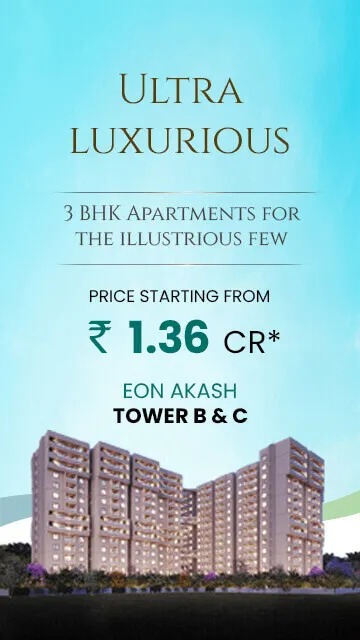 ULTRA
LUXURIOUS
3 BHK APARTMENTS FOR
THE ILLUSTRIOUS FEW
PRICE STARTING FROM
₹ 1.36 CR*
EON AKASH
TOWER B & C